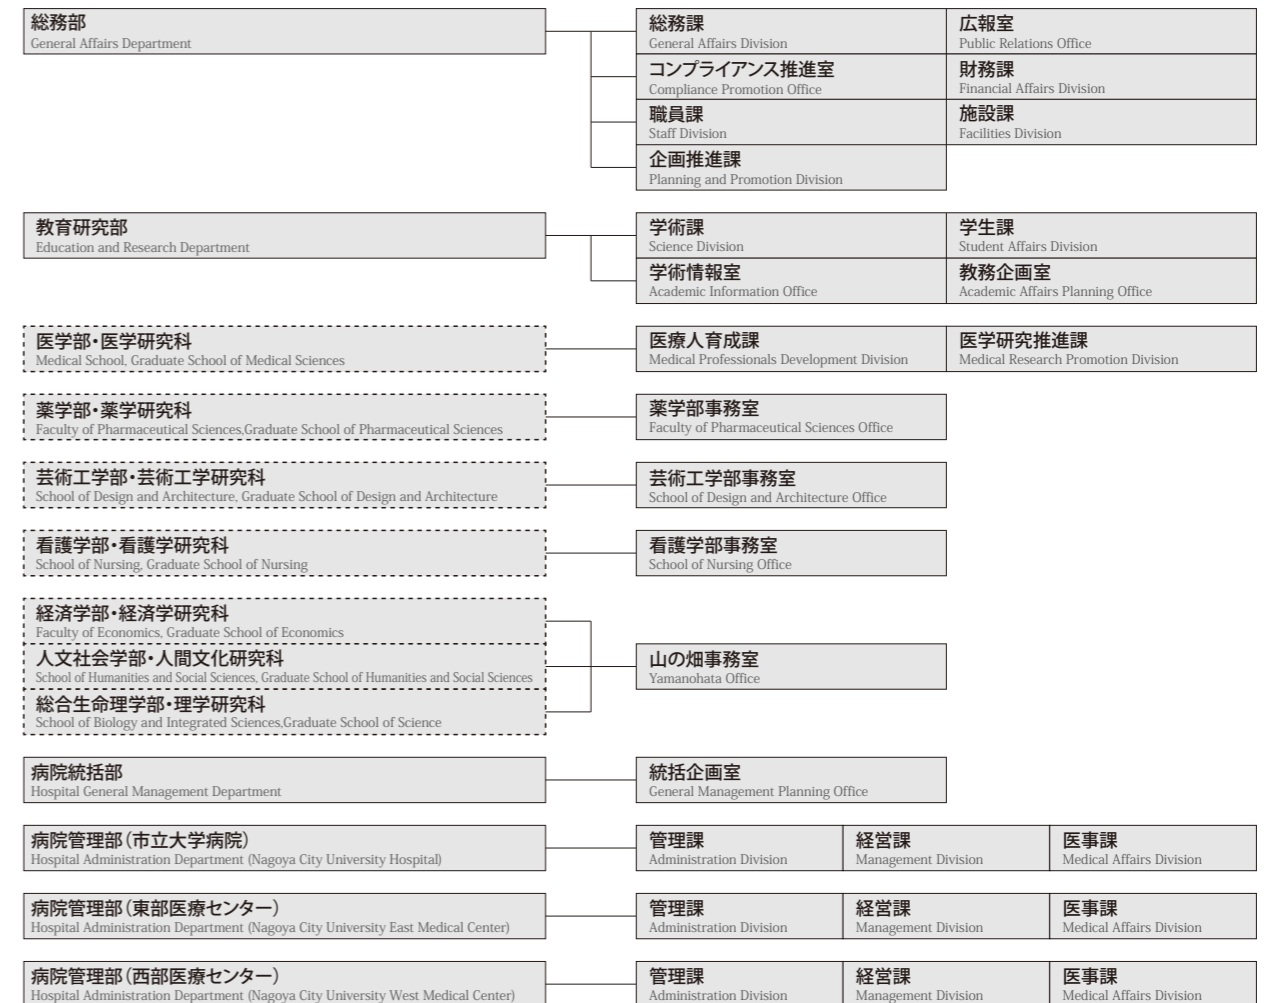 総務部
General Affairs Department
総務課
General Affairs Division
広報室
Public Relations Office
コンプライアンス推進室
Compliance Promotion Office
財務課
Financial Affairs Division
職員課
Staff Division
施設課
Facilities Division
企画推進課
Planning and Promotion Division
教育研究部
Education and Research Department
学術課
Science Division
学生課
Student Affairs Division
学術情報室
Academic Information Office
教務企画室
Academic Affairs Planning Office
医学部・医学研究科
Medical School, Graduate School of Medical Sciences
医療人育成課
Medical Professionals Development Division
医学研究推進課
Medical Research Promotion Division
薬学部・薬学研究科
Faculty of Pharmaceutical Sciences,Graduate School of Pharmaceutical Sciences
薬学部事務室
Faculty of Pharmaceutical Sciences Office
芸術工学部・芸術工学研究科
School of Design and Architecture, Graduate School of Design and Architecture
芸術工学部事務室
School of Design and Architecture Office
看護学部・看護学研究科
School of Nursing, Graduate School of Nursing
看護学部事務室
School of Nursing Office
経済学部・経済学研究科
Faculty of Economics, Graduate School of Economics
人文社会学部・人間文化研究科
School of Humanities and Social Sciences, Graduate School of Humanities and Social Sciences
総合生命理学部・理学研究科
School of Biology and Integrated Sciences,Graduate School of Science
山の畑事務室
Yamanohata Office
病院統括部
Hospital General Management Department
統括企画室
General Management Planning Office
病院管理部（市立大学病院）
Hospital Administration Department (Nagoya City University Hospital)
管理課
Administration Division
経営課
Management Division
医事課
Medical Affairs Division
病院管理部（東部医療センター）
Hospital Administration Department (Nagoya City University East Medical Center)
管理課
Administration Division
経営課
Management Division
医事課
Medical Affairs Division
病院管理部（西部医療センター）
Hospital Administration Department (Nagoya City University West Medical Center)
管理課
Administration Division
経営課
Management Division
医事課
Medical Affairs Division